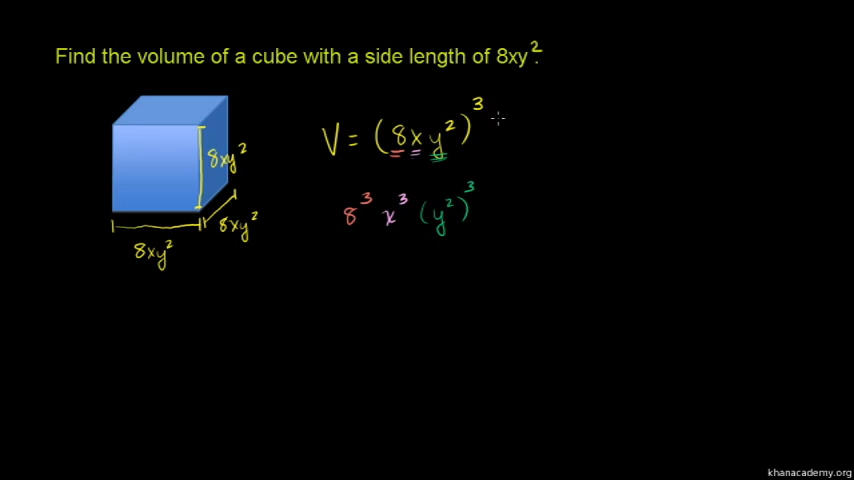 Find the volume of a cube with a side length of 8xy².
V = (8xy²)³
8xy²
8³ x³ (y²)³
8xy²
8xy²
khanacademy.org